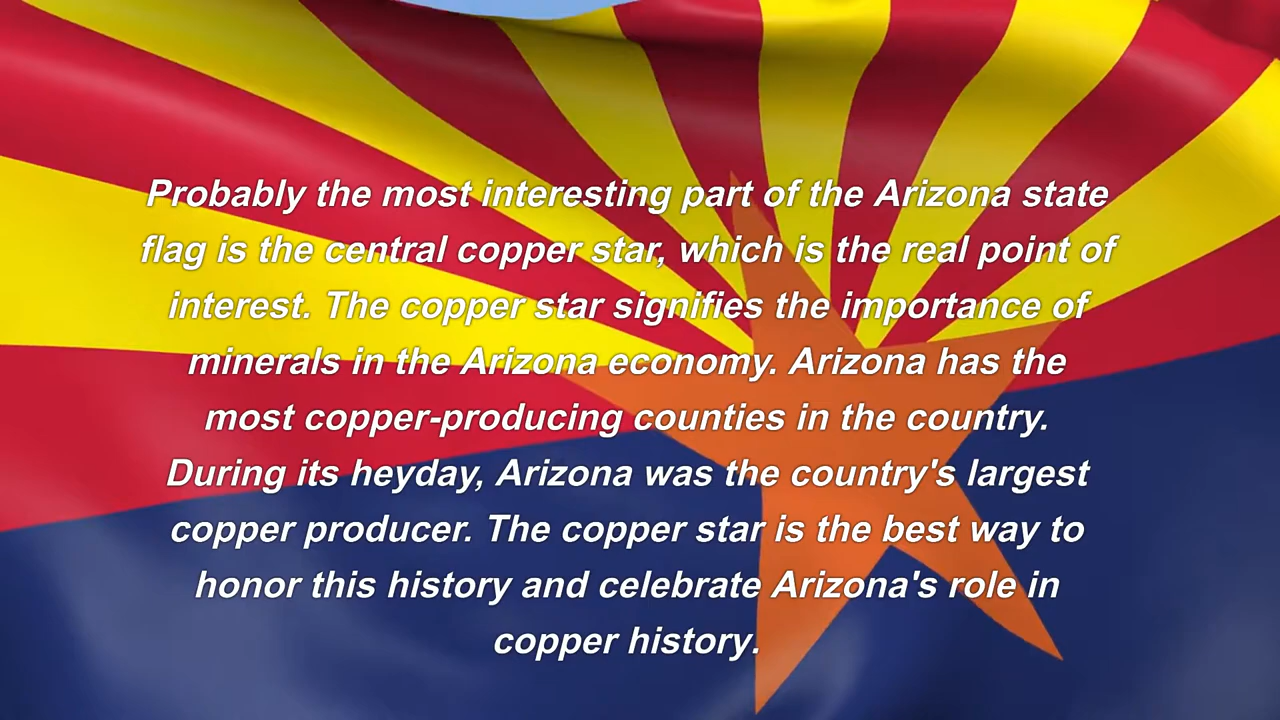 Probably the most interesting part of the Arizona state
flag is the central copper star, which is the real point of
interest. The copper star signifies the importance of
minerals in the Arizona economy. Arizona has the
most copper-producing counties in the country.
During its heyday, Arizona was the country's largest
copper producer. The copper star is the best way to
honor this history and celebrate Arizona's role in
copper history.